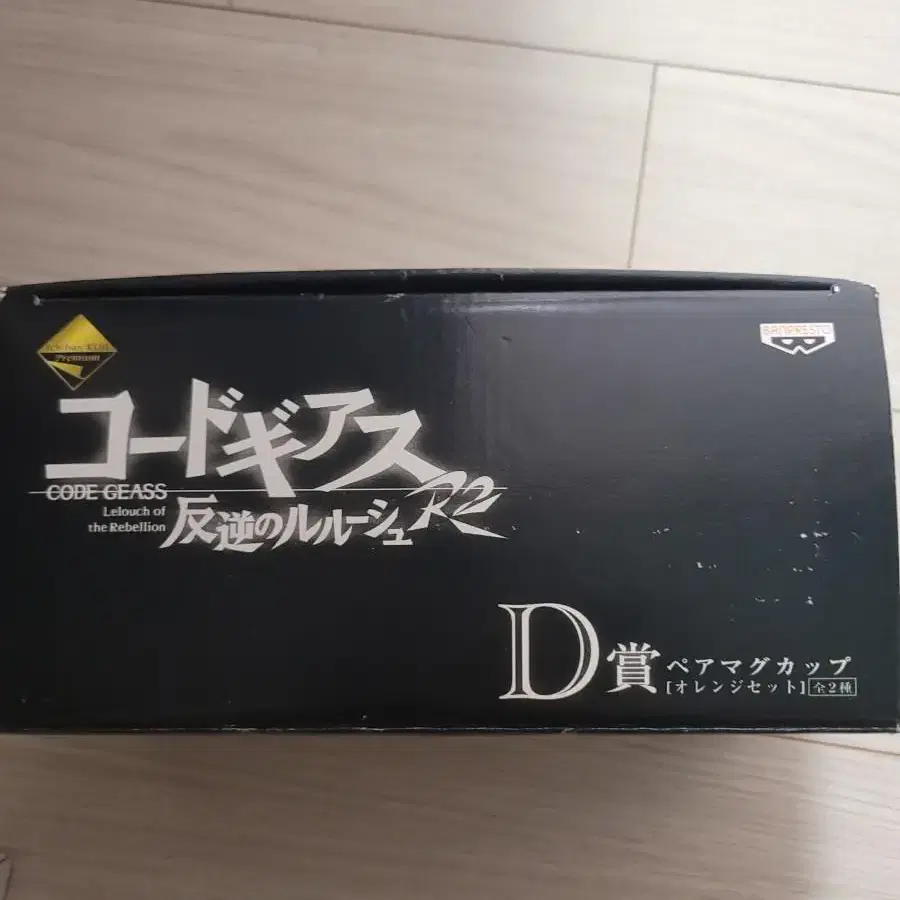 Ichiban KUJI
Premium
BANPRESTO
コードギアス
CODE GEASS
Lelouch of
the Rebellion
反逆のルルーシュ R2
D賞 ペアマグカップ
[オレンジセット] 全2種